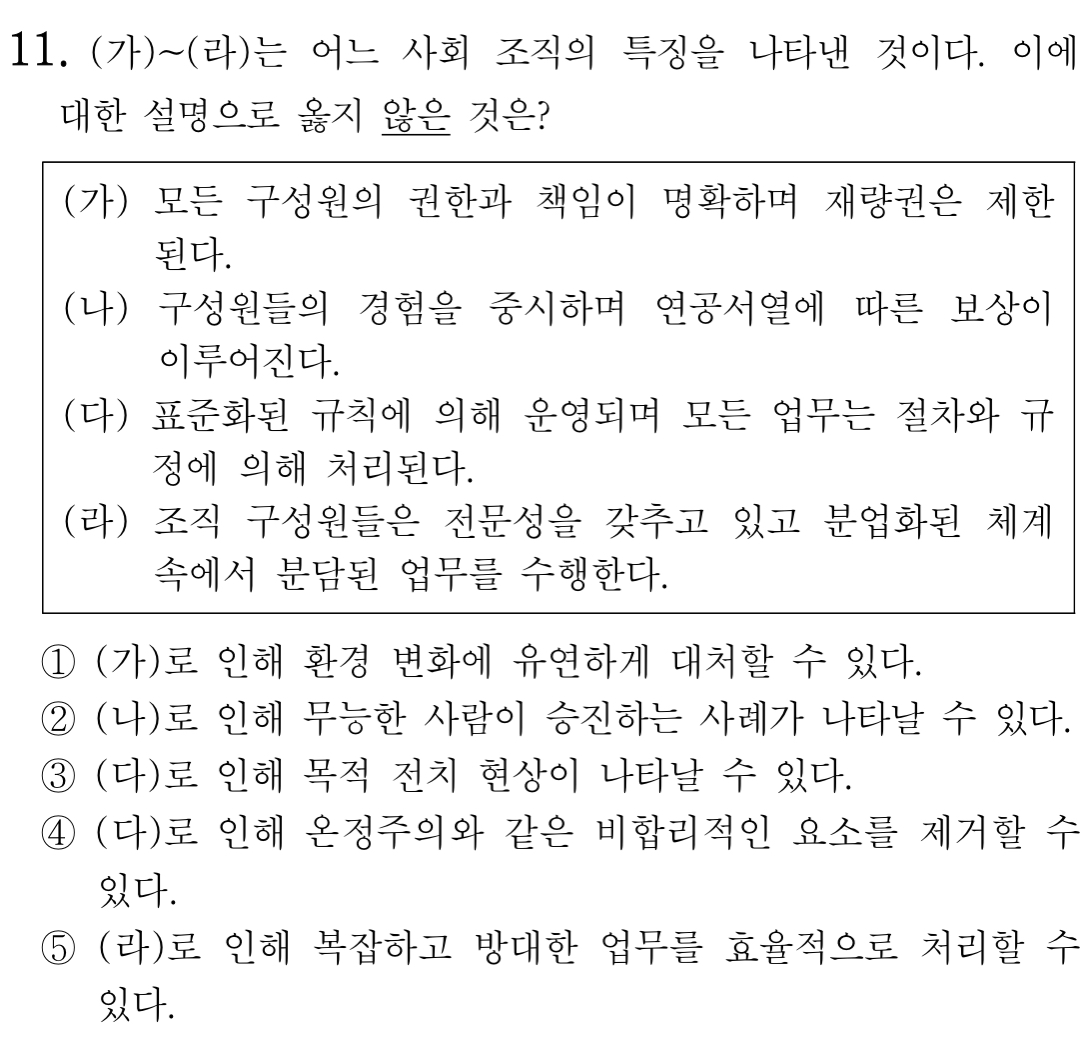 11. (가)~(라)는 어느 사회 조직의 특징을 나타낸 것이다. 이에
대한 설명으로 옳지 않은 것은?
(가) 모든 구성원의 권한과 책임이 명확하며 재량권은 제한
된다.
(나) 구성원들의 경험을 중시하며 연공서열에 따른 보상이
이루어진다.
(다) 표준화된 규칙에 의해 운영되며 모든 업무는 절차와 규
정에 의해 처리된다.
(라) 조직 구성원들은 전문성을 갖추고 있고 분업화된 체계
속에서 분담된 업무를 수행한다.
① (가)로 인해 환경 변화에 유연하게 대처할 수 있다.
② (나)로 인해 무능한 사람이 승진하는 사례가 나타날 수 있다.
③ (다)로 인해 목적 전치 현상이 나타날 수 있다.
④ (다)로 인해 온정주의와 같은 비합리적인 요소를 제거할 수
있다.
⑤ (라)로 인해 복잡하고 방대한 업무를 효율적으로 처리할 수
있다.